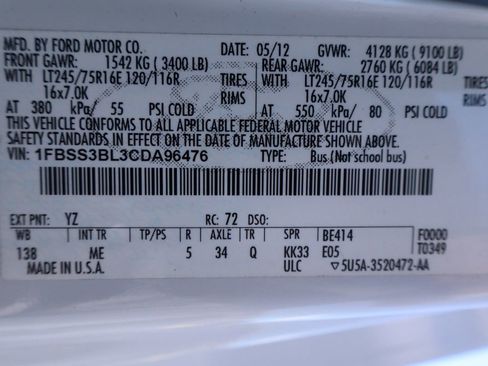 MFD. BY FORD MOTOR CO. DATE: 05/12 GVWR: 4128 KG (9100 LB)
FRONT GAWR: 1542 KG (3400 LB) REAR GAWR: 2760 KG (6084 LB)
WITH LT245/75R16E 120/116R TIRES WITH LT245/75R16E 120/116R TIRES
16x7.0K RIMS 16x7.0K RIMS
AT 380 kPa/ 55 PSI COLD AT 550 kPa/ 80 PSI COLD
THIS VEHICLE CONFORMS TO ALL APPLICABLE FEDERAL MOTOR VEHICLE
SAFETY STANDARDS IN EFFECT ON THE DATE OF MANUFACTURE SHOWN ABOVE.
VIN: 1FBSS3BL3CDA96476 TYPE: Bus (Not school bus)
EXT PNT: YZ RC: 72 DSO:
WB INT TR TP/PS R AXLE TR SPR BE414 F0000
138 ME 5 34 Q KK33 E05 T0349
MADE IN U.S.A. ULC ▽5U5A-3520472-AA